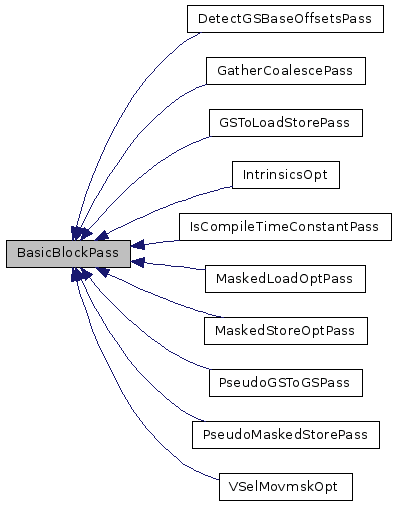 DetectGSBaseOffsetsPass
GatherCoalescePass
GSToLoadStorePass
IntrinsicsOpt
IsCompileTimeConstantPass
BasicBlockPass
MaskedLoadOptPass
MaskedStoreOptPass
PseudoGSToGSPass
PseudoMaskedStorePass
VSelMovmskOpt